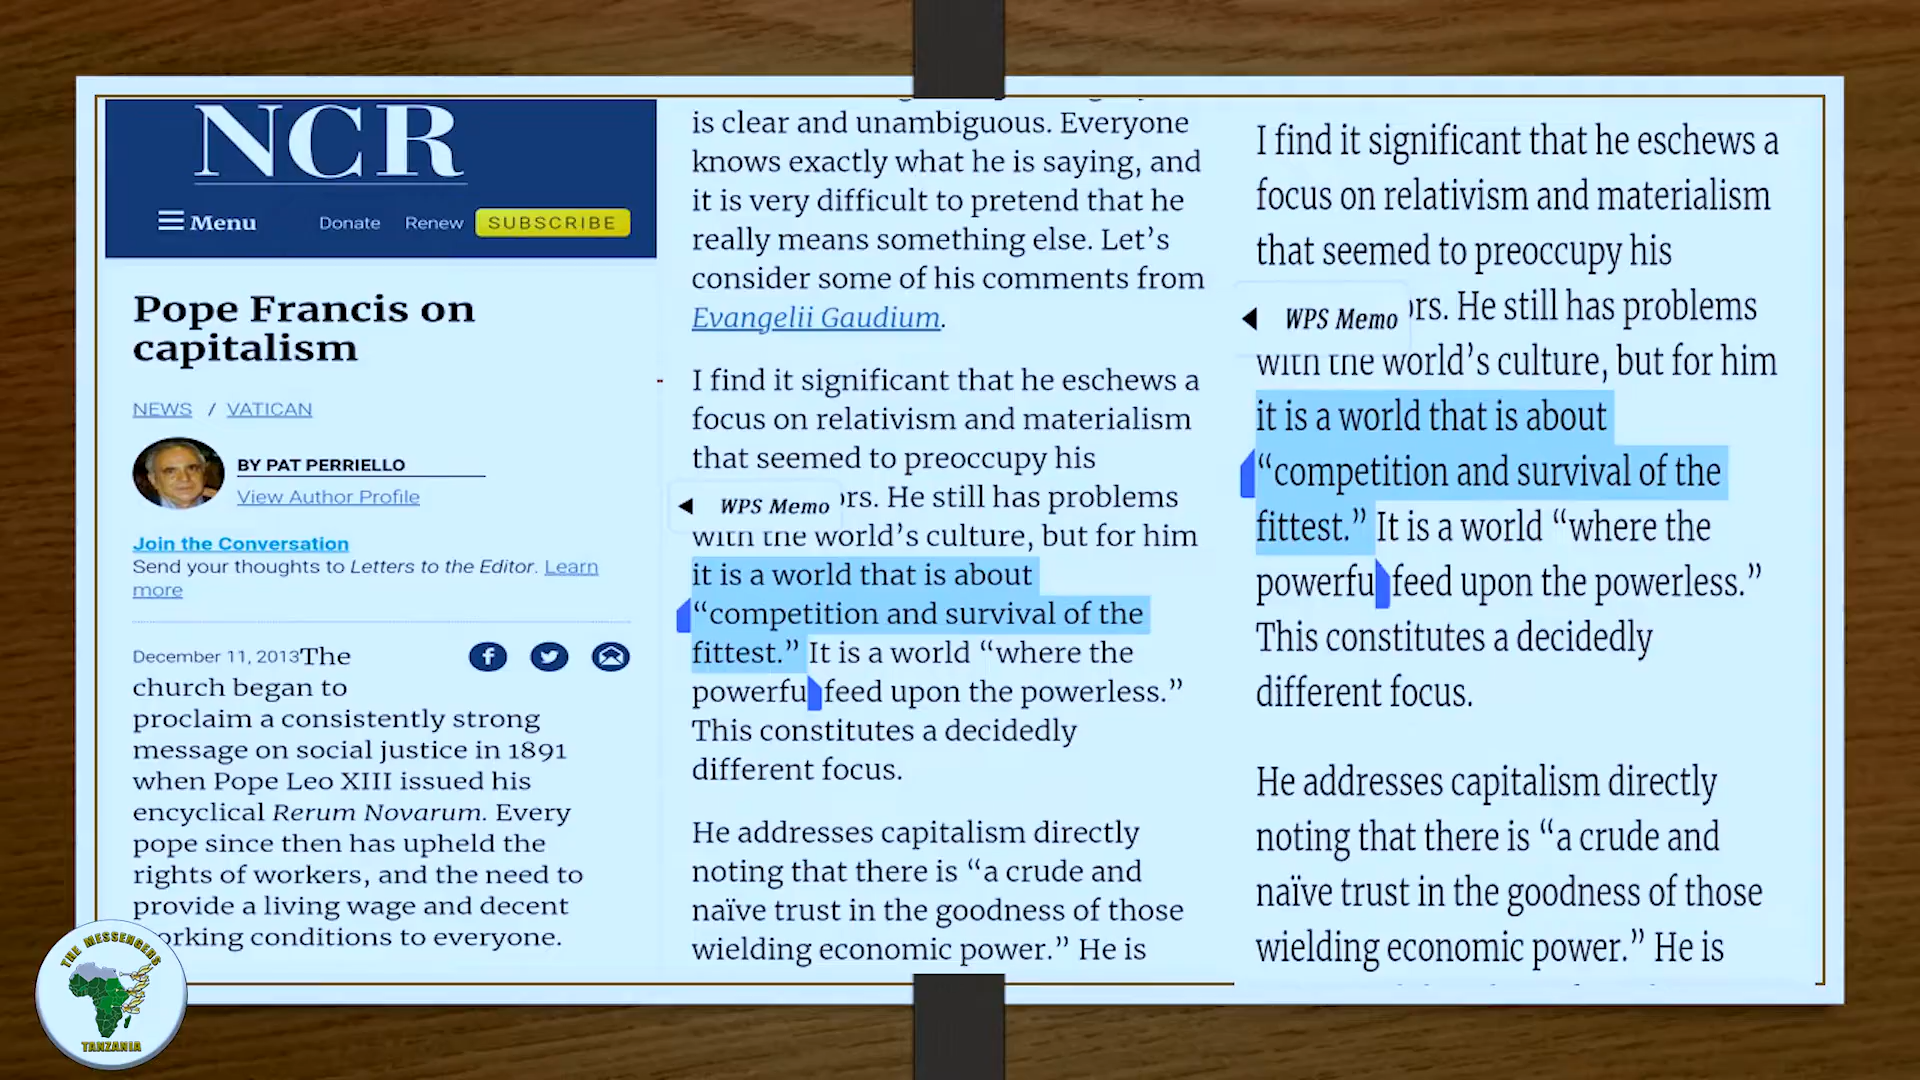 NCR
Menu Donate Renew SUBSCRIBE
Pope Francis on
capitalism
NEWS / VATICAN
BY PAT PERRIELLO
View Author Profile
Join the Conversation
Send your thoughts to Letters to the Editor. Learn
more
December 11, 2013The
church began to
proclaim a consistently strong
message on social justice in 1891
when Pope Leo XIII issued his
encyclical Rerum Novarum. Every
pope since then has upheld the
rights of workers, and the need to
provide a living wage and decent
orking conditions to everyone.
is clear and unambiguous. Everyone
knows exactly what he is saying, and
it is very difficult to pretend that he
really means something else. Let’s
consider some of his comments from
Evangelii Gaudium.
I find it significant that he eschews a
focus on relativism and materialism
that seemed to preoccupy his
WPS Memo ors. He still has problems
with the world’s culture, but for him
it is a world that is about
“competition and survival of the
fittest.” It is a world “where the
powerfu feed upon the powerless.”
This constitutes a decidedly
different focus.
He addresses capitalism directly
noting that there is “a crude and
naïve trust in the goodness of those
wielding economic power.” He is
I find it significant that he eschews a
focus on relativism and materialism
that seemed to preoccupy his
WPS Memo ors. He still has problems
with the world’s culture, but for him
it is a world that is about
“competition and survival of the
fittest.” It is a world “where the
powerfu feed upon the powerless.”
This constitutes a decidedly
different focus.
He addresses capitalism directly
noting that there is “a crude and
naïve trust in the goodness of those
wielding economic power.” He is
THE MESSENGERS
TANZANIA